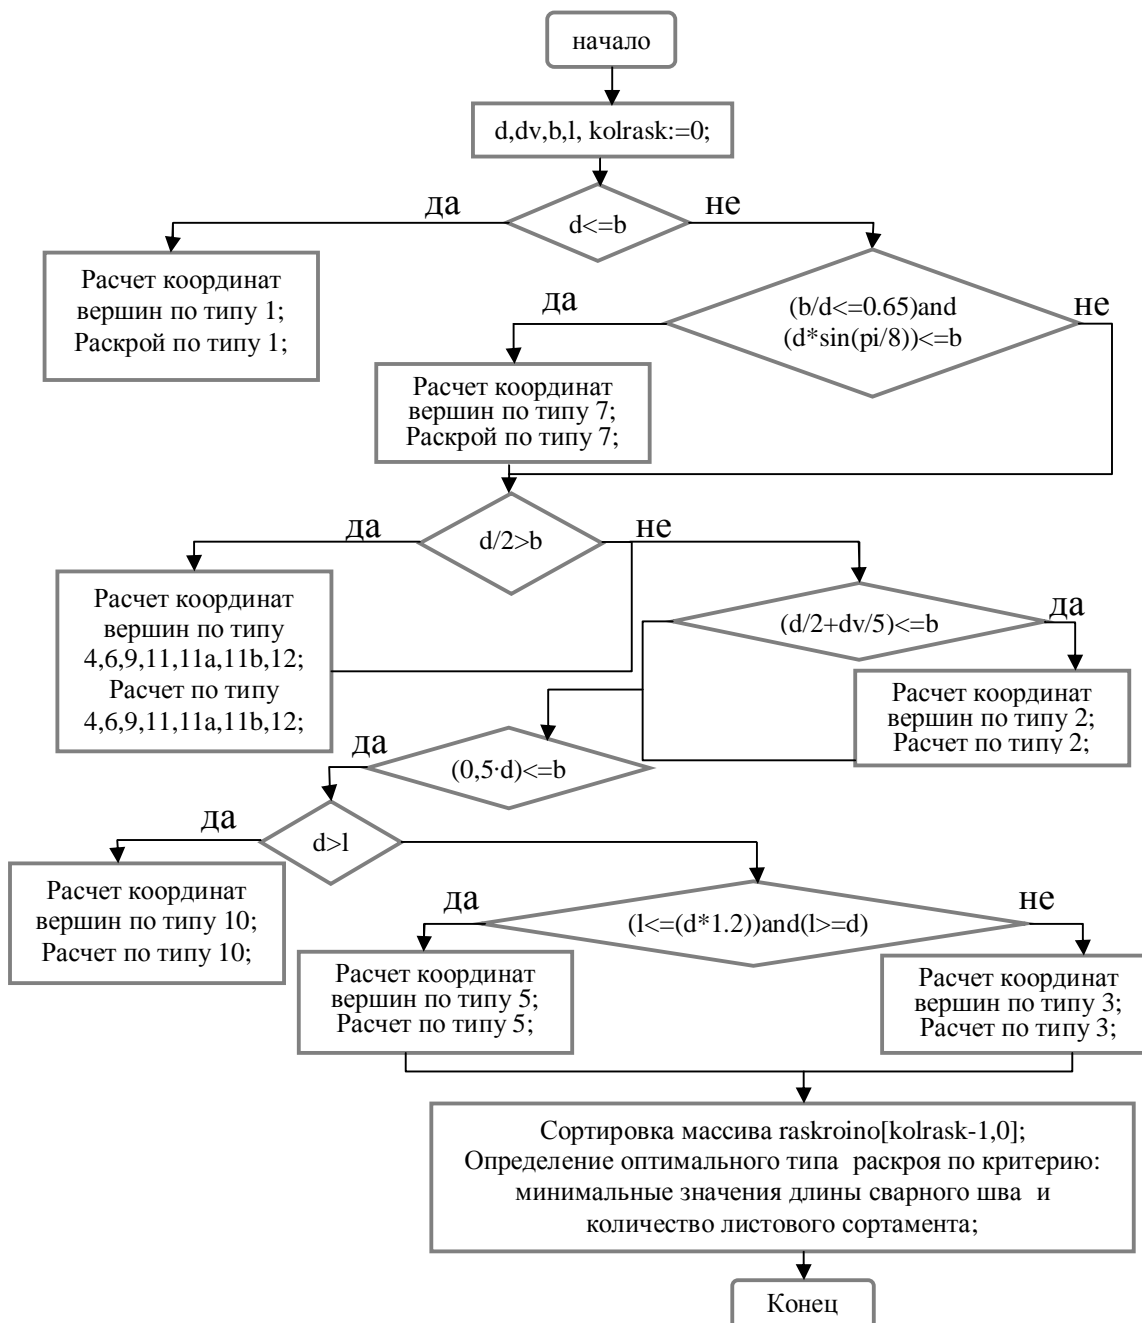 начало
d,dv,b,l, kolrask:=0;
да
не
d<=b
Расчет координат
вершин по типу 1;
Раскрой по типу 1;
да
(b/d<=0.65)and
(d*sin(pi/8))<=b
не
Расчет координат
вершин по типу 7;
Раскрой по типу 7;
да
d/2>b
не
Расчет координат
вершин по типу
4,6,9,11,11a,11b,12;
Расчет по типу
4,6,9,11,11a,11b,12;
(d/2+dv/5)<=b
да
Расчет координат
вершин по типу 2;
Расчет по типу 2;
да
(0,5·d)<=b
да
d>l
Расчет координат
вершин по типу 10;
Расчет по типу 10;
да
(l<=(d*1.2))and(l>=d)
не
Расчет координат
вершин по типу 5;
Расчет по типу 5;
Расчет координат
вершин по типу 3;
Расчет по типу 3;
Сортировка массива raskroino[kolrask-1,0];
Определение оптимального типа раскроя по критерию:
минимальные значения длины сварного шва и
количество листового сортамента;
Конец